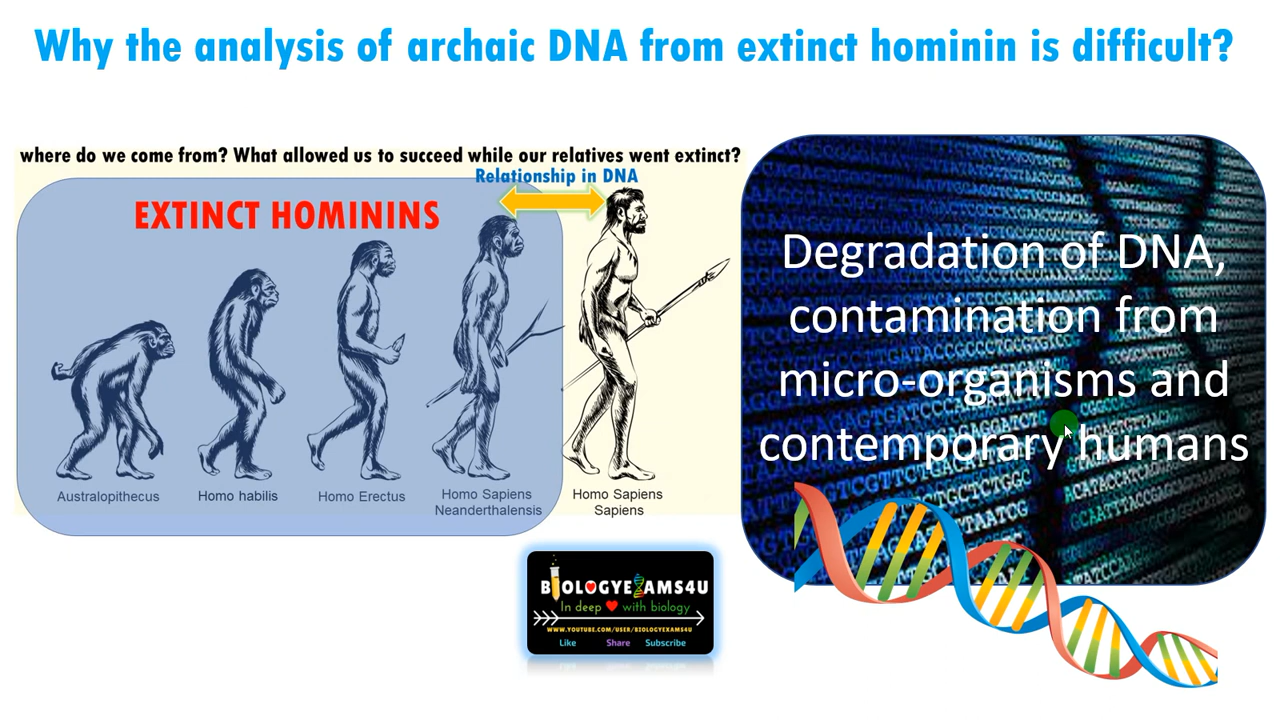 Why the analysis of archaic DNA from extinct hominin is difficult?
where do we come from? What allowed us to succeed while our relatives went extinct?
Relationship in DNA
EXTINCT HOMININS
Australopithecus
Homo habilis
Homo Erectus
Homo Sapiens
Neanderthalensis
Homo Sapiens
Sapiens
Degradation of DNA,
contamination from
micro-organisms and
contemporary humans
BIOLOGYEXAMS4U
In deep ❤ with biology
WWW.YOUTUBE.COM/USER/BIOLOGYEXAMS4U
Like Share Subscribe